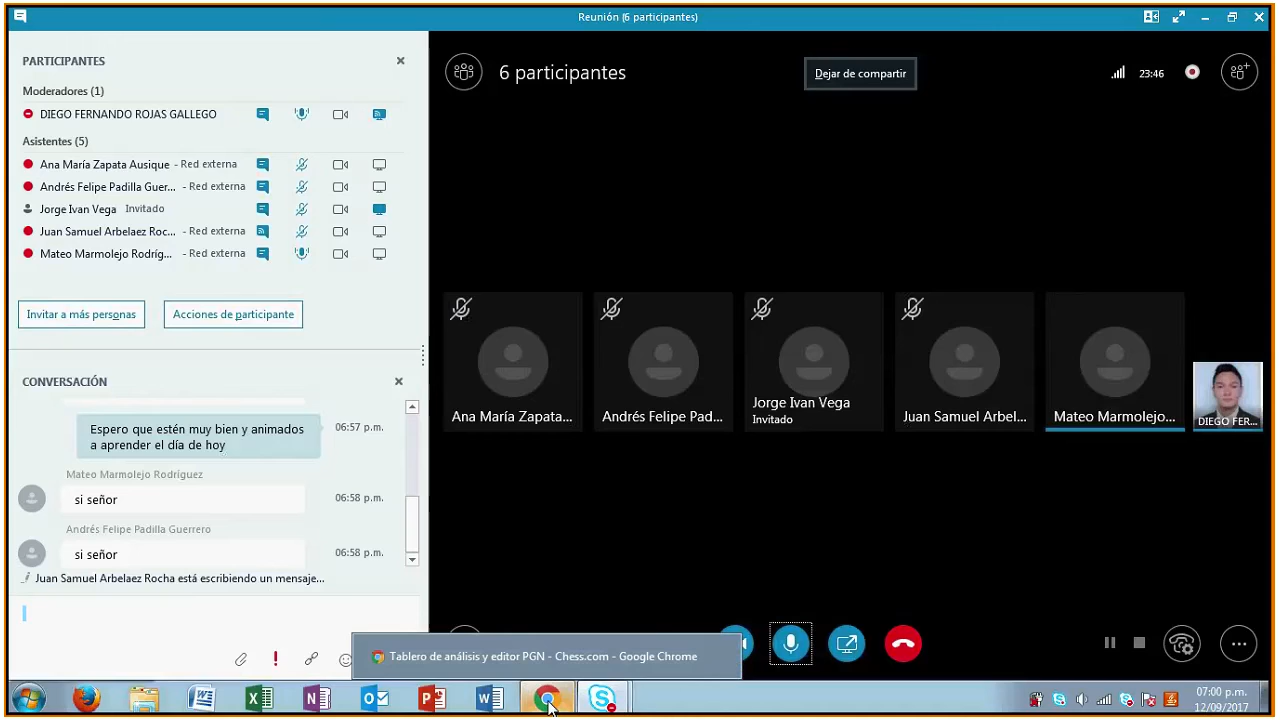 Reunión (6 participantes)
PARTICIPANTES
Moderadores (1)
DIEGO FERNANDO ROJAS GALLEGO
Asistentes (5)
Ana María Zapata Ausique - Red externa
Andrés Felipe Padilla Guer... - Red externa
Jorge Ivan Vega Invitado
Juan Samuel Arbelaez Roc... - Red externa
Mateo Marmolejo Rodríg... - Red externa
Invitar a más personas
Acciones de participante
CONVERSACIÓN
Espero que estén muy bien y animados
a aprender el día de hoy
06:57 p.m.
Mateo Marmolejo Rodríguez
si señor
06:58 p.m.
Andrés Felipe Padilla Guerrero
si señor
06:58 p.m.
Juan Samuel Arbelaez Rocha está escribiendo un mensaje...
6 participantes
Dejar de compartir
23:46
Ana María Zapata...
Andrés Felipe Pad...
Jorge Ivan Vega
Invitado
Juan Samuel Arbel...
Mateo Marmolejo...
DIEGO FER...
Tablero de análisis y editor PGN - Chess.com - Google Chrome
07:00 p.m.
12/09/2017